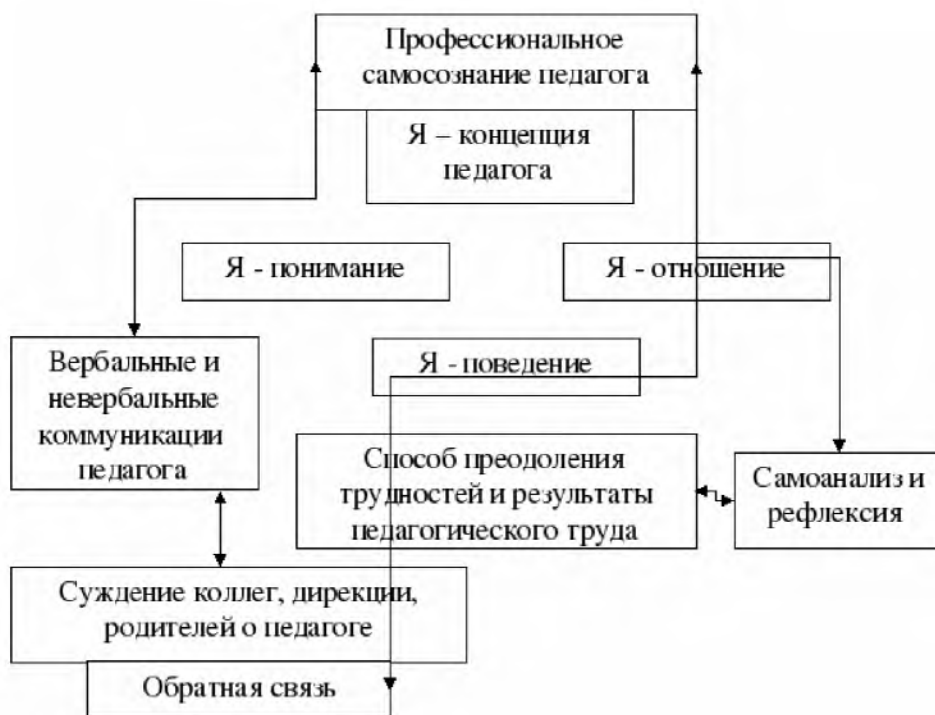 Профессиональное
самосознание педагога
Я – концепция
педагога
Я - понимание
Я - отношение
Вербальные и
невербальные
коммуникации
педагога
Я - поведение
Способ преодоления
трудностей и результаты
педагогического труда
Самоанализ и
рефлексия
Суждение коллег, дирекции,
родителей о педагоге
Обратная связь